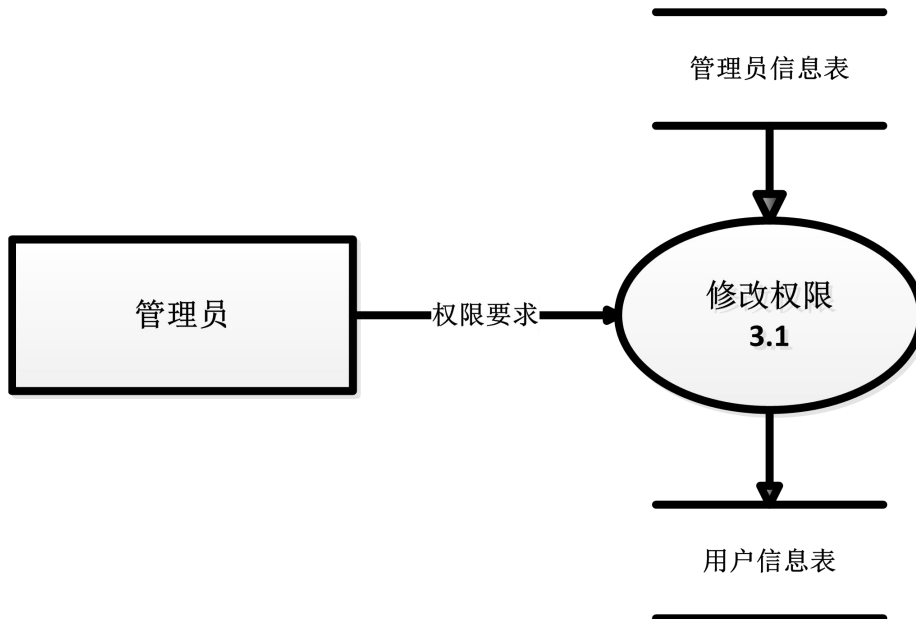 管理员信息表
管理员
权限要求
修改权限
3.1
用户信息表